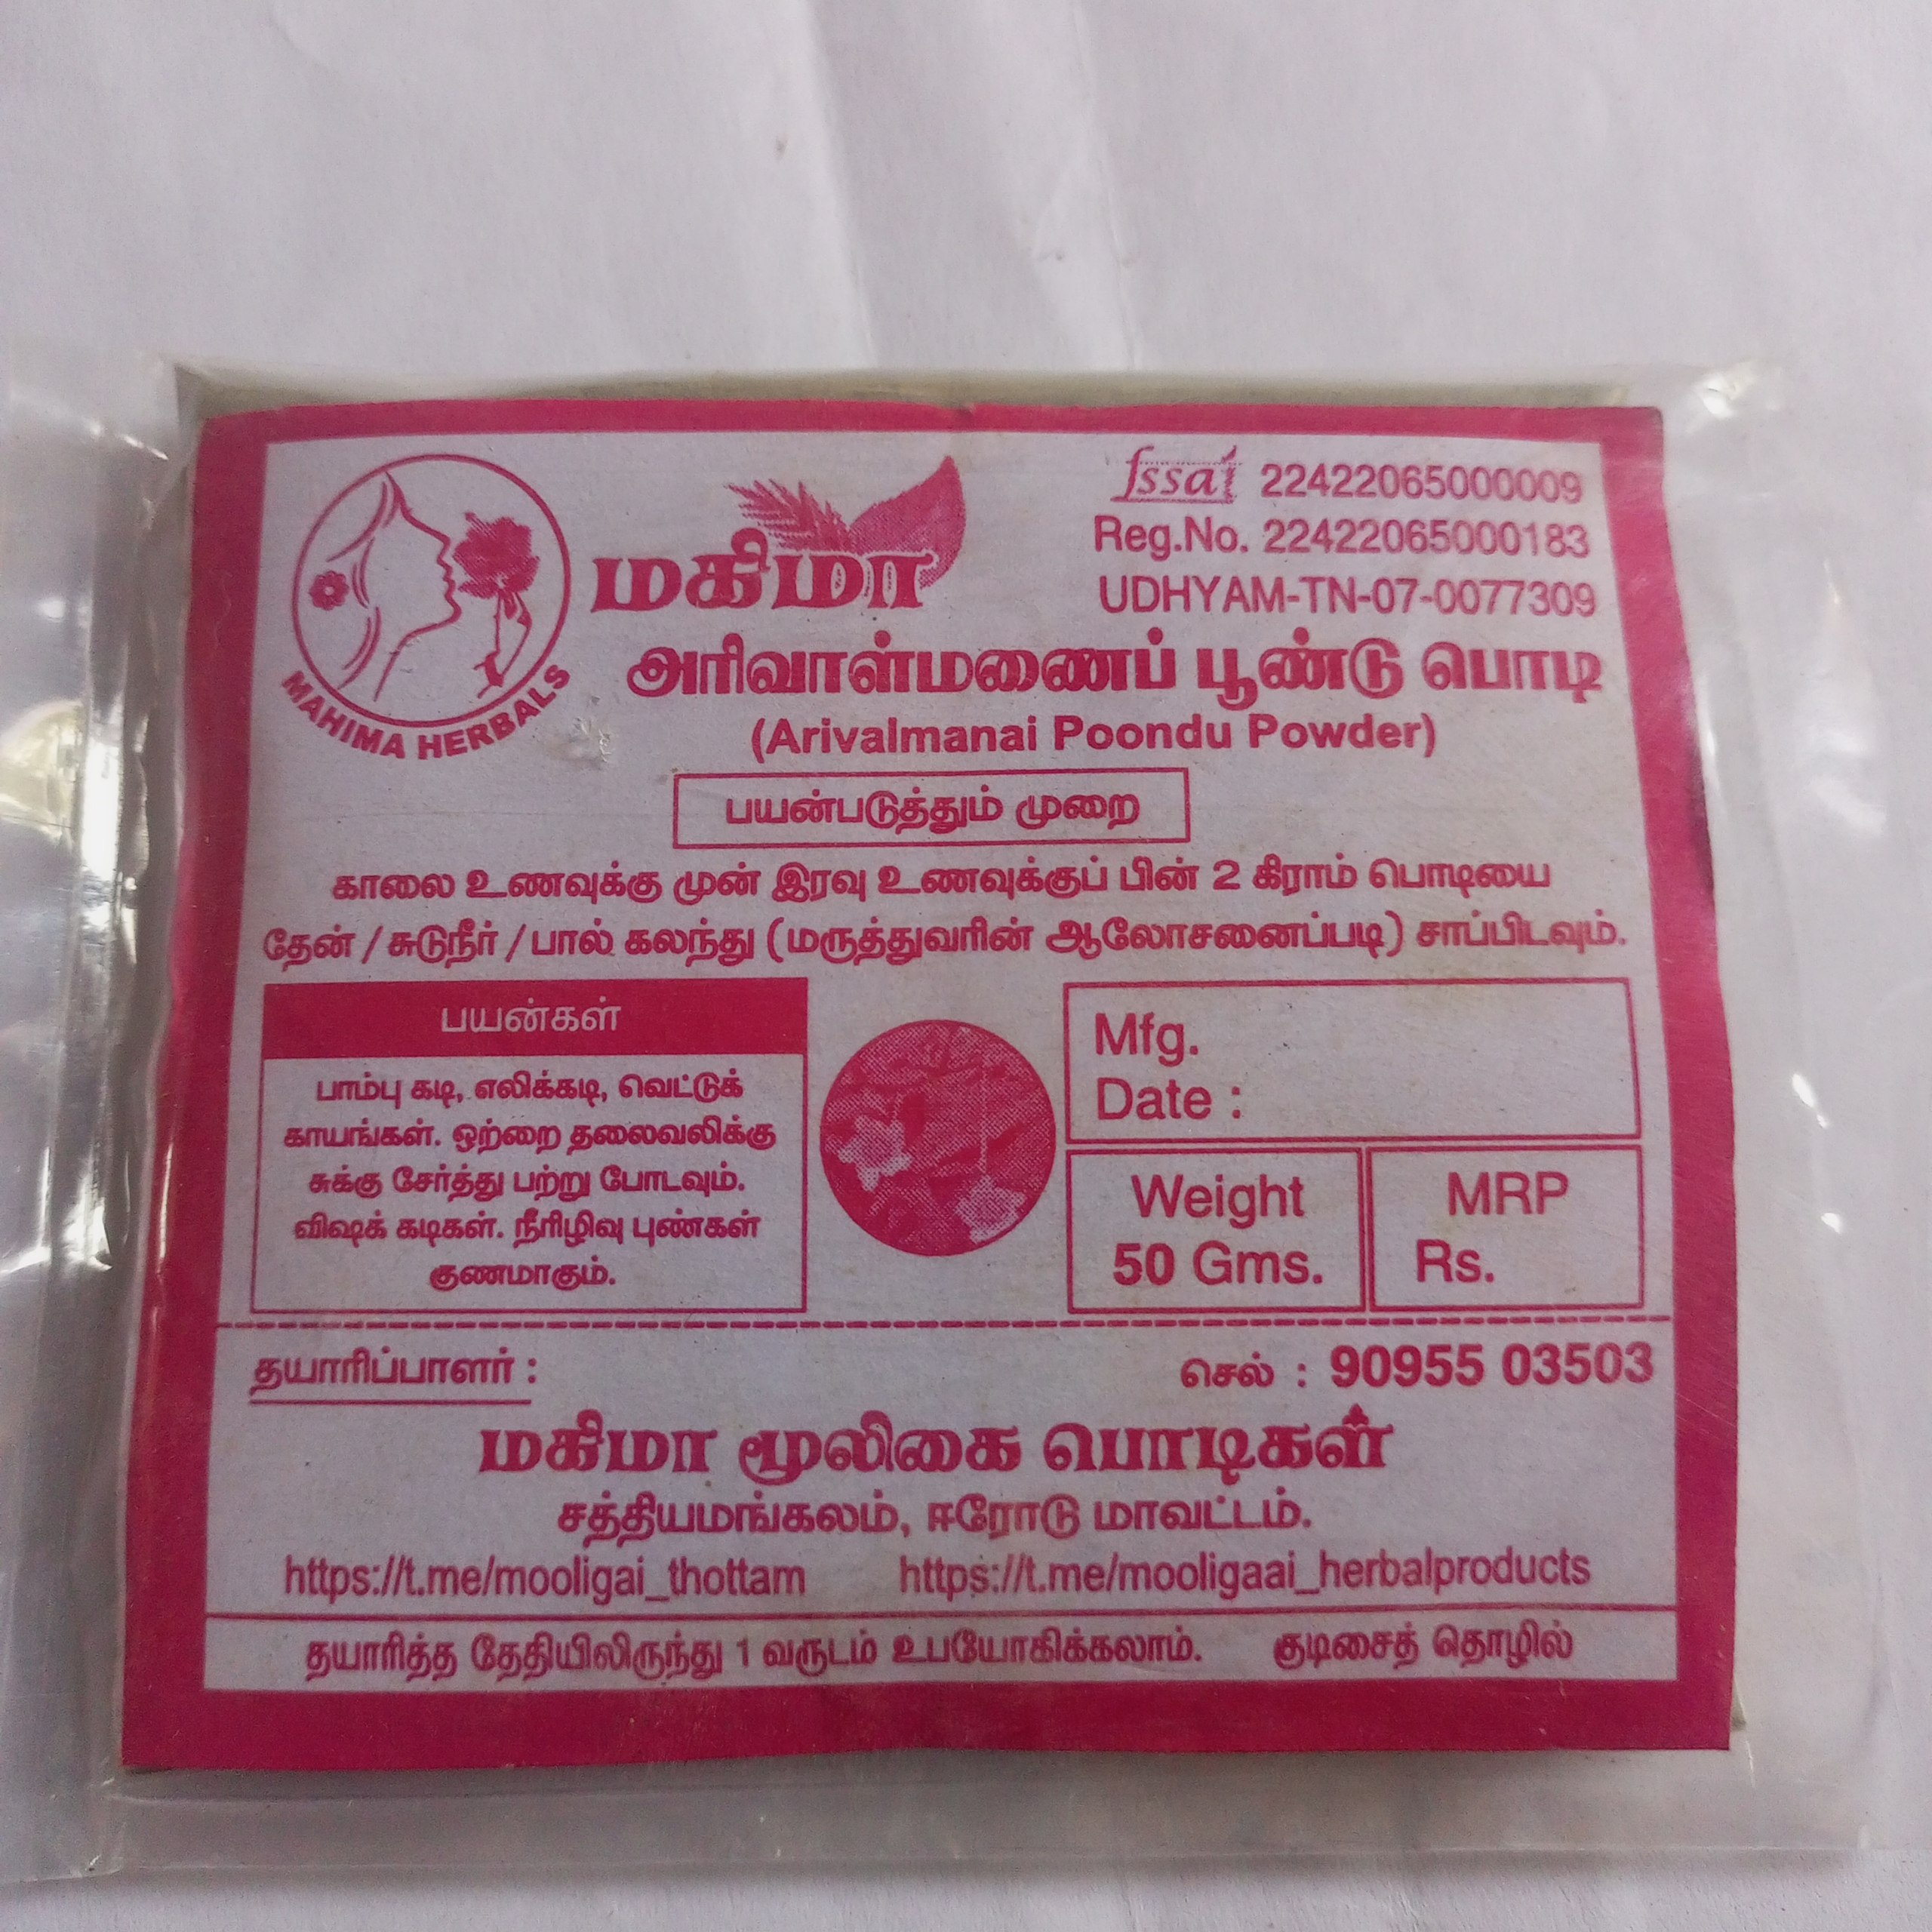 MAHIMA HERBALS
மகிமா
fssai 22422065000009
Reg.No. 22422065000183
UDHYAM-TN-07-0077309
அரிவாள்மணைப் பூண்டு பொடி
(Arivalmanai Poondu Powder)
பயன்படுத்தும் முறை
காலை உணவுக்கு முன் இரவு உணவுக்குப் பின் 2 கிராம் பொடியை
தேன் / சுடுநீர் / பால் கலந்து (மருத்துவரின் ஆலோசனைப்படி) சாப்பிடவும்.
பயன்கள்
பாம்பு கடி, எலிக்கடி, வெட்டுக்
காயங்கள். ஒற்றை தலைவலிக்கு
சுக்கு சேர்த்து பற்று போடவும்.
விஷக் கடிகள். நீரிழிவு புண்கள்
குணமாகும்.
Mfg.
Date :
Weight
50 Gms.
MRP
Rs.
தயாரிப்பாளர் :
செல் : 90955 03503
மகிமா மூலிகை பொடிகள்
சத்தியமங்கலம், ஈரோடு மாவட்டம்.
https://t.me/mooligai_thottam https://t.me/mooligaai_herbalproducts
தயாரித்த தேதியிலிருந்து 1 வருடம் உபயோகிக்கலாம். குடிசைத் தொழில்